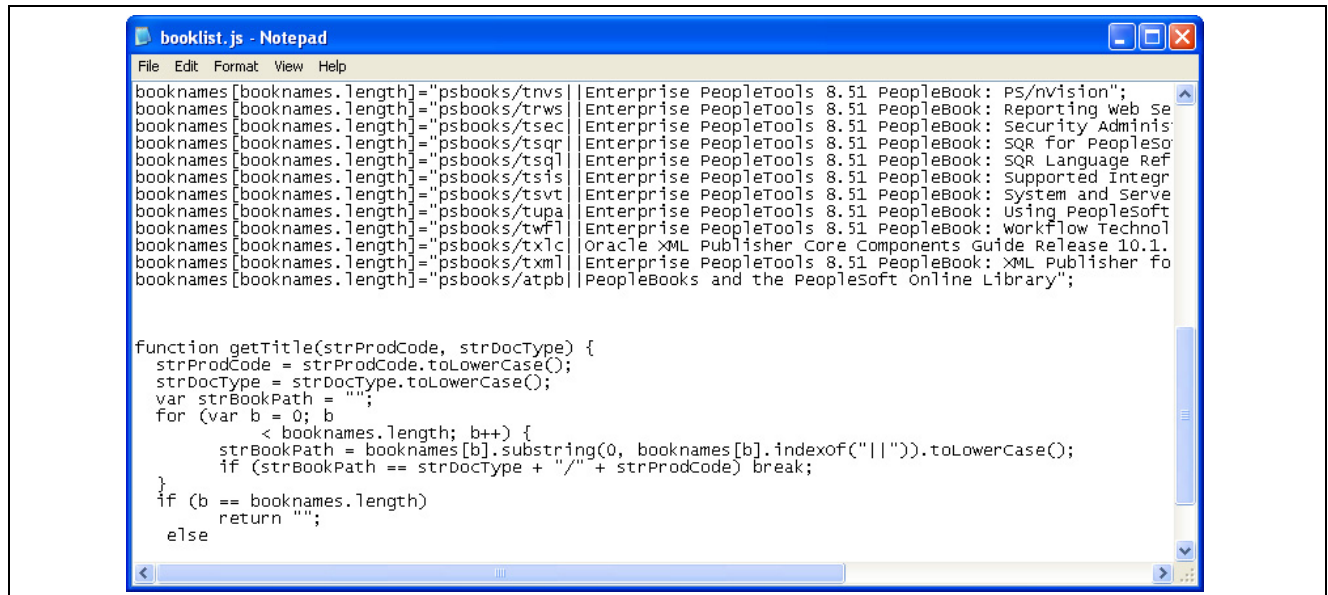 booklist.js - Notepad
File Edit Format View Help
booknames[booknames.length]="psbooks/tnvs||Enterprise PeopleTools 8.51 PeopleBook: PS/nVision";
booknames[booknames.length]="psbooks/trws||Enterprise PeopleTools 8.51 PeopleBook: Reporting Web Se
booknames[booknames.length]="psbooks/tsec||Enterprise PeopleTools 8.51 PeopleBook: Security Adminis
booknames[booknames.length]="psbooks/tsqr||Enterprise PeopleTools 8.51 PeopleBook: SQR for PeopleSo
booknames[booknames.length]="psbooks/tsql||Enterprise PeopleTools 8.51 PeopleBook: SQR Language Ref
booknames[booknames.length]="psbooks/tsis||Enterprise PeopleTools 8.51 PeopleBook: Supported Integr
booknames[booknames.length]="psbooks/tsvt||Enterprise PeopleTools 8.51 PeopleBook: System and Serve
booknames[booknames.length]="psbooks/tupa||Enterprise PeopleTools 8.51 PeopleBook: Using PeopleSoft
booknames[booknames.length]="psbooks/twfl||Enterprise PeopleTools 8.51 PeopleBook: Workflow Technol
booknames[booknames.length]="psbooks/txlc||Oracle XML Publisher Core Components Guide Release 10.1.
booknames[booknames.length]="psbooks/txml||Enterprise PeopleTools 8.51 PeopleBook: XML Publisher fo
booknames[booknames.length]="psbooks/atpb||PeopleBooks and the PeopleSoft Online Library";
function getTitle(strProdCode, strDocType) {
strProdCode = strProdCode.toLowerCase();
strDocType = strDocType.toLowerCase();
var strBookPath = "";
for (var b = 0; b
< booknames.length; b++) {
strBookPath = booknames[b].substring(0, booknames[b].indexOf("||")).toLowerCase();
if (strBookPath == strDocType + "/" + strProdCode) break;
}
if (b == booknames.length)
return "";
else